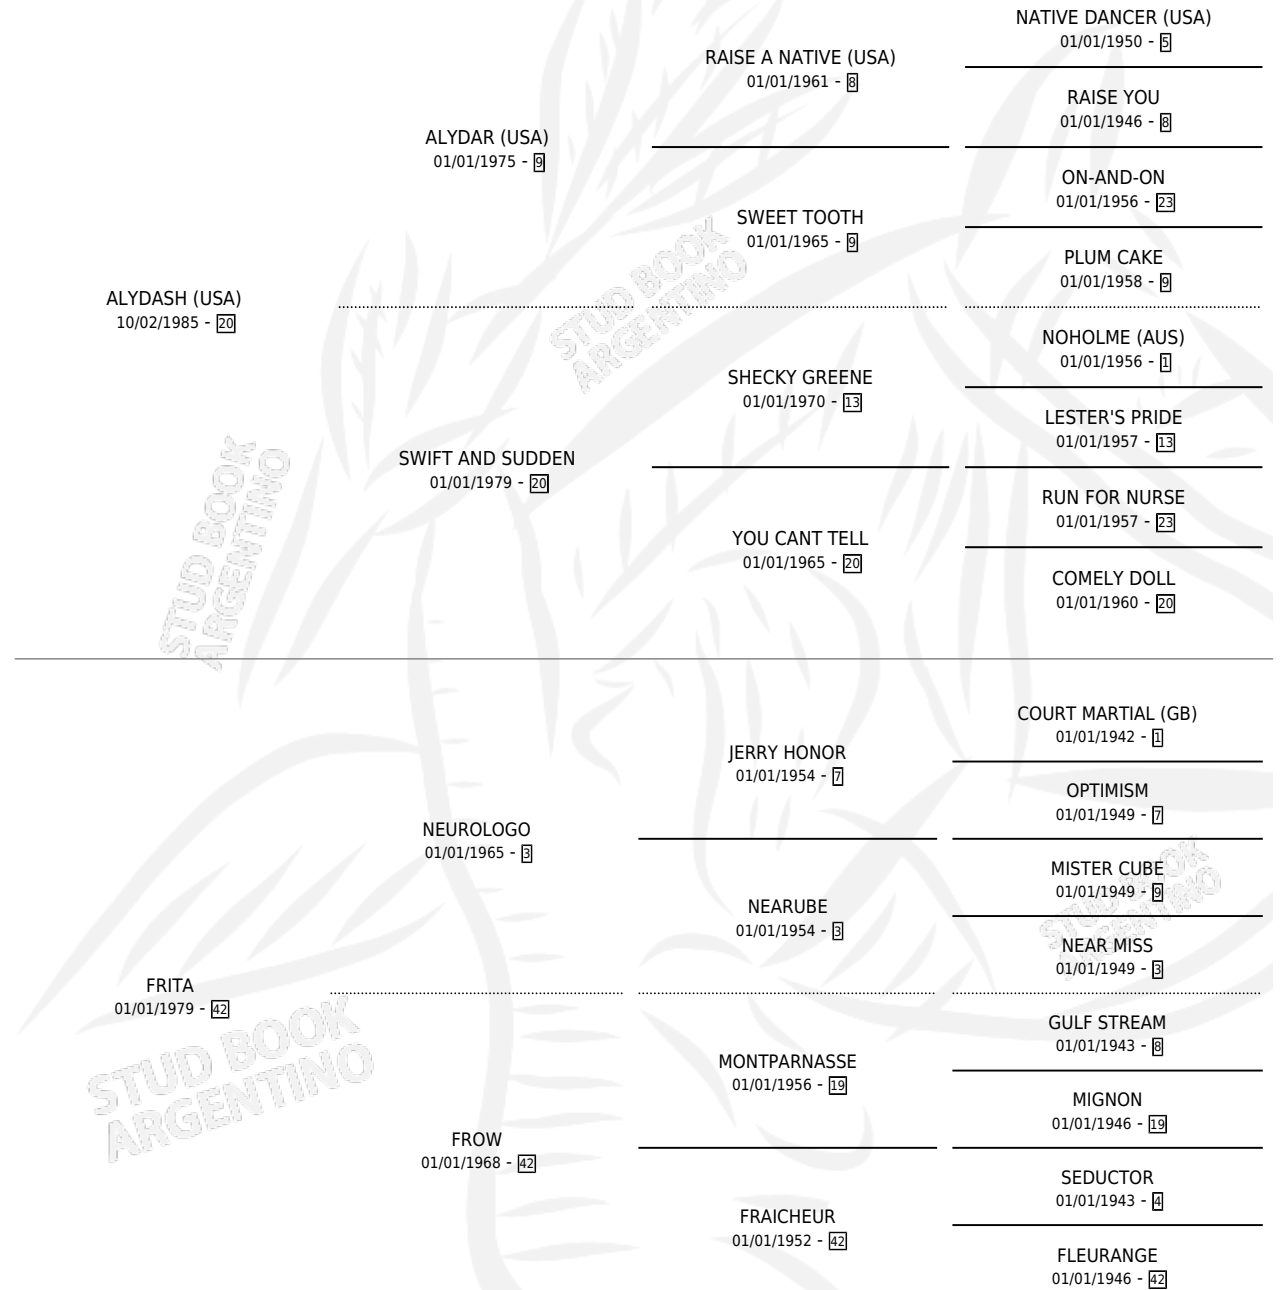 NATIVE DANCER (USA)
01/01/1950 - 5
RAISE A NATIVE (USA)
01/01/1961 - 8
RAISE YOU
01/01/1946 - 8
ALYDAR (USA)
01/01/1975 - 9
ON-AND-ON
01/01/1956 - 23
SWEET TOOTH
01/01/1965 - 9
PLUM CAKE
01/01/1958 - 9
ALYDASH (USA)
10/02/1985 - 20
NOHOLME (AUS)
01/01/1956 - 1
SHECKY GREENE
01/01/1970 - 13
LESTER'S PRIDE
01/01/1957 - 13
SWIFT AND SUDDEN
01/01/1979 - 20
RUN FOR NURSE
01/01/1957 - 23
YOU CANT TELL
01/01/1965 - 20
COMELY DOLL
01/01/1960 - 20
STUD BOOK
ARGENTINO
STUD BOOK
ARGENTINO
COURT MARTIAL (GB)
01/01/1942 - 1
JERRY HONOR
01/01/1954 - 7
OPTIMISM
01/01/1949 - 7
NEUROLOGO
01/01/1965 - 3
MISTER CUBE
01/01/1949 - 9
NEARUBE
01/01/1954 - 3
NEAR MISS
01/01/1949 - 3
FRITA
01/01/1979 - 42
GULF STREAM
01/01/1943 - 8
MONTPARNASSE
01/01/1956 - 19
MIGNON
01/01/1946 - 19
FROW
01/01/1968 - 42
SEDUCTOR
01/01/1943 - 4
FRAICHEUR
01/01/1952 - 42
FLEURANGE
01/01/1946 - 42
STUD BOOK
ARGENTINO
STUD BOOK
ARGENTINO